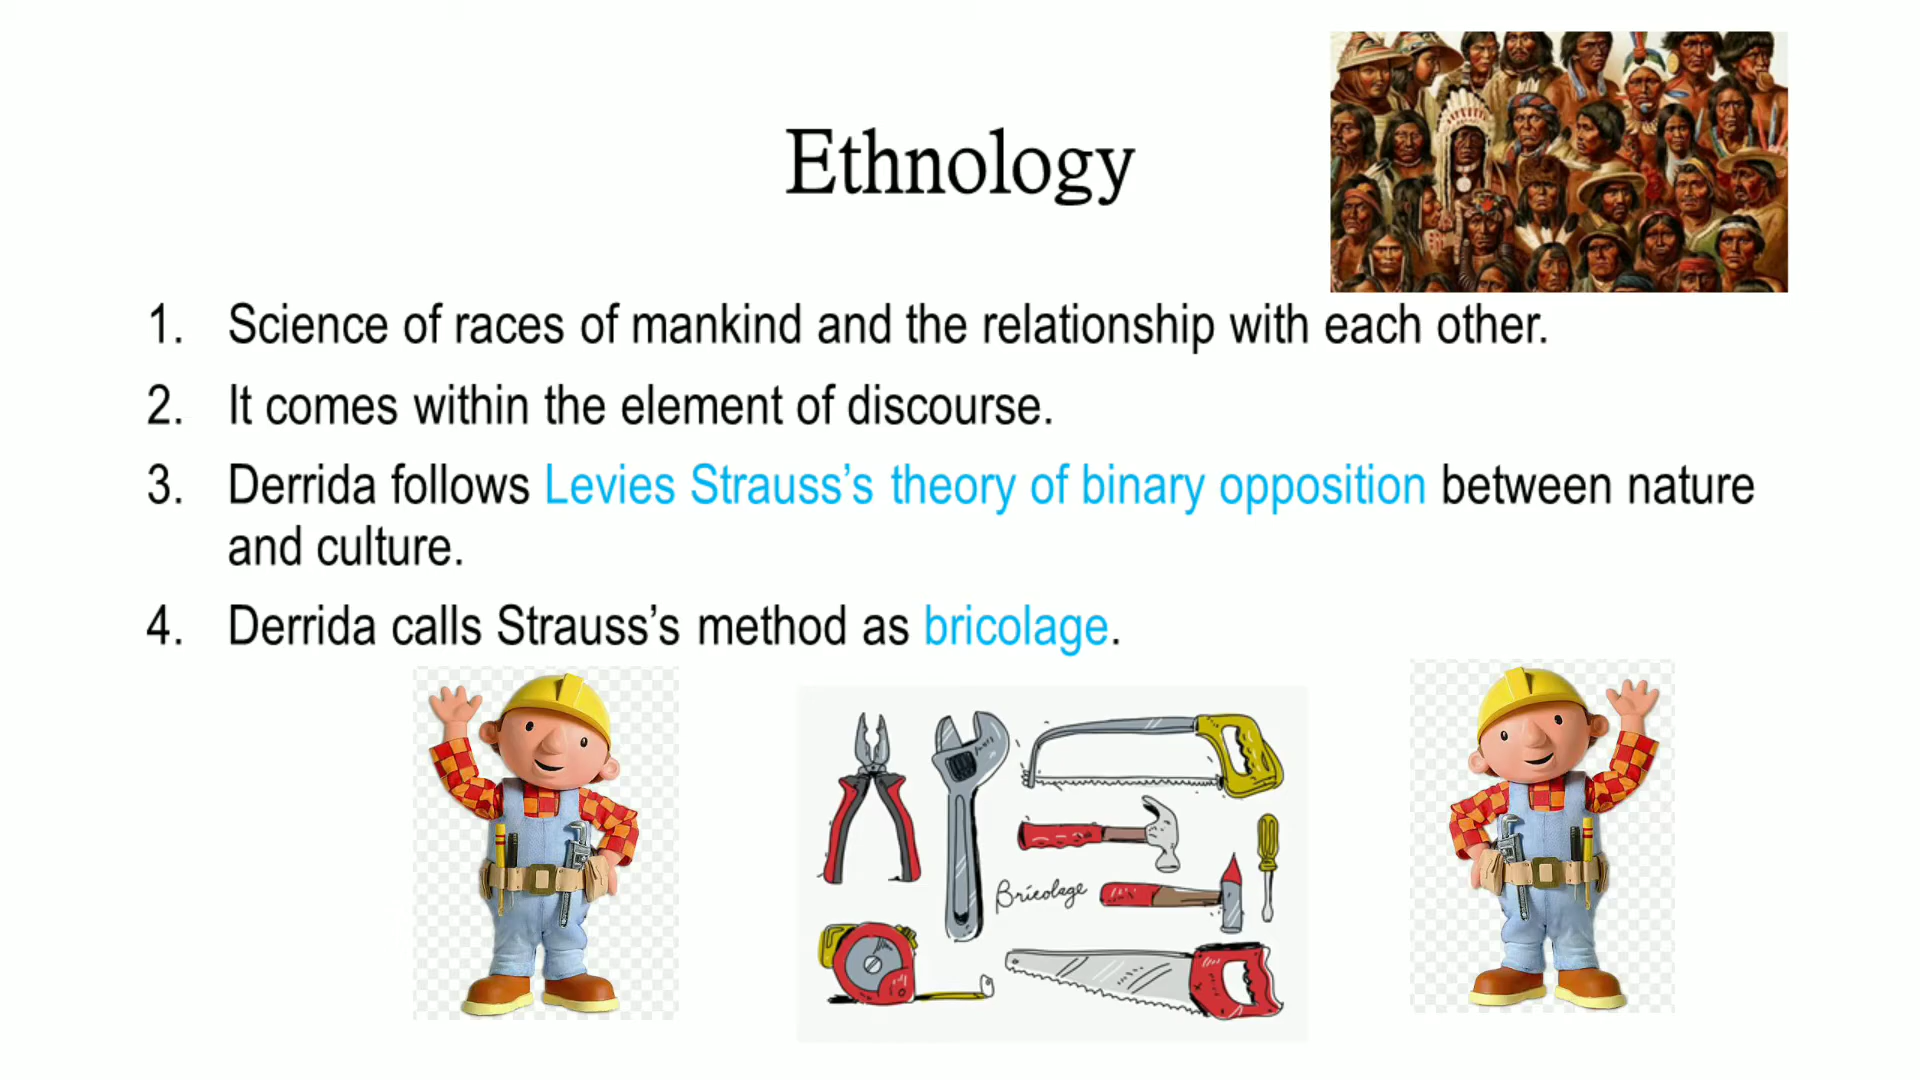 Ethnology
1. Science of races of mankind and the relationship with each other.
2. It comes within the element of discourse.
3. Derrida follows Levies Strauss’s theory of binary opposition between nature
and culture.
4. Derrida calls Strauss’s method as bricolage.
Bricolage